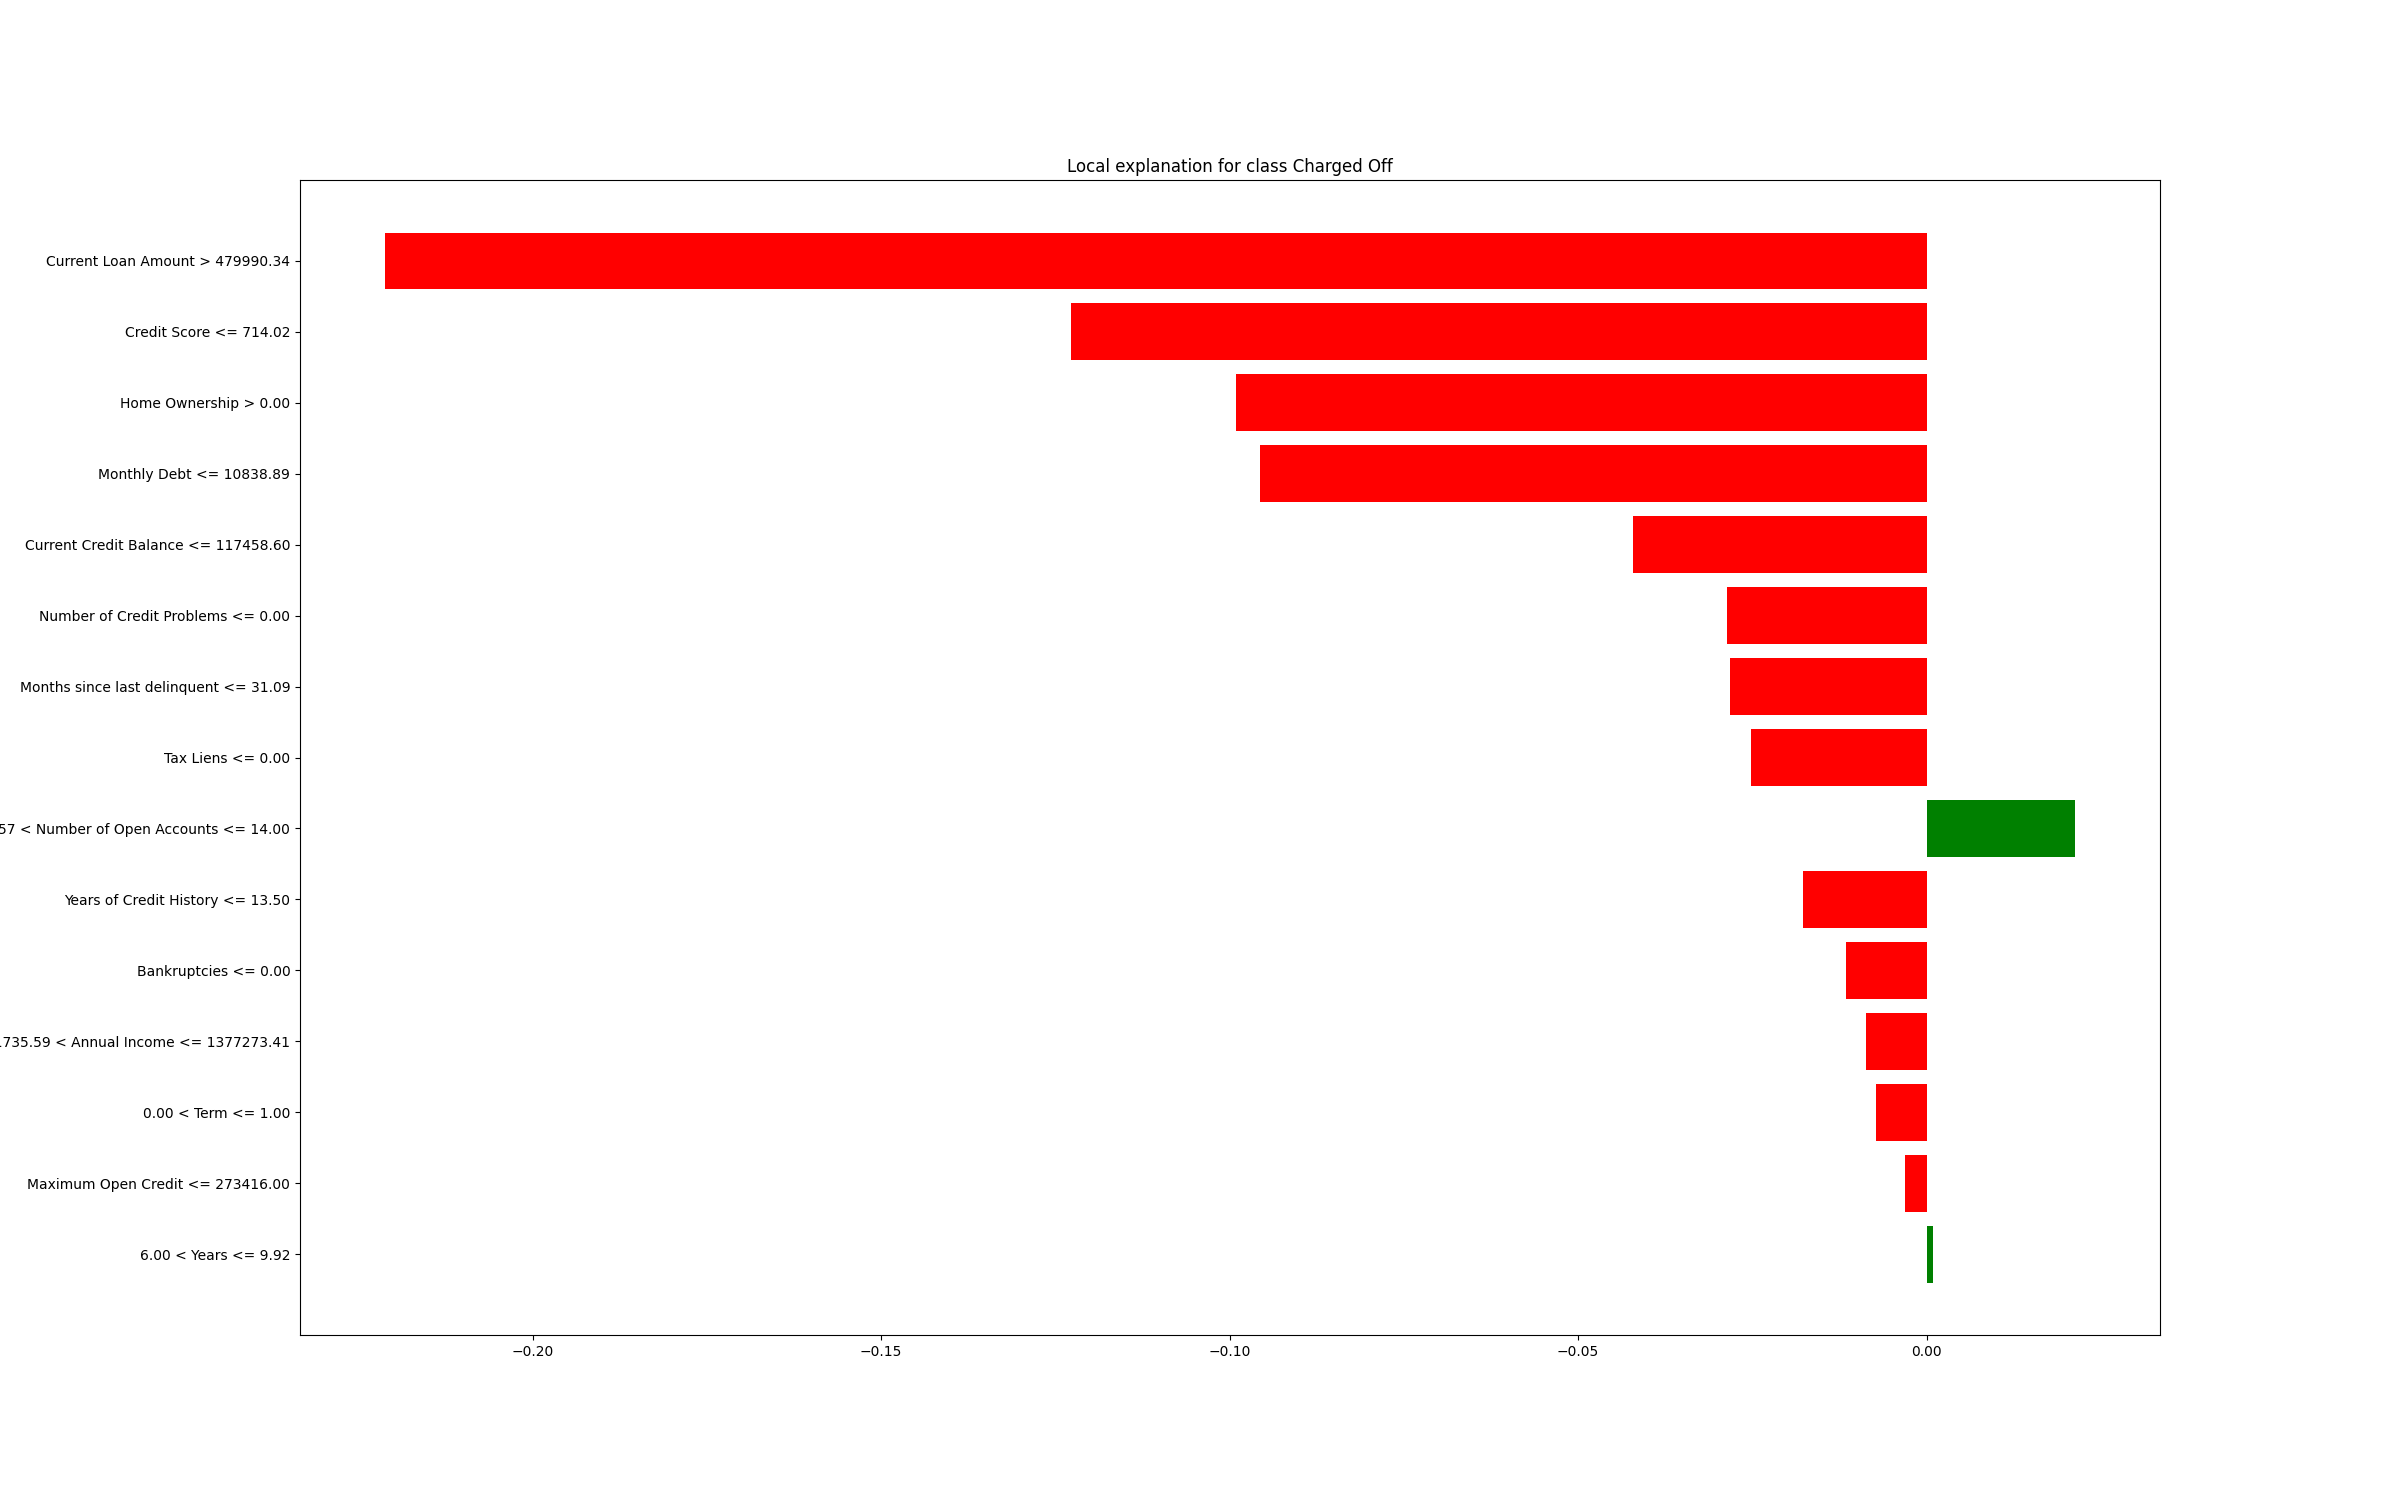 Local explanation for class Charged Off
Current Loan Amount > 479990.34
Credit Score <= 714.02
Home Ownership > 0.00
Monthly Debt <= 10838.89
Current Credit Balance <= 117458.60
Number of Credit Problems <= 0.00
Months since last delinquent <= 31.09
Tax Liens <= 0.00
57 < Number of Open Accounts <= 14.00
Years of Credit History <= 13.50
Bankruptcies <= 0.00
.735.59 < Annual Income <= 1377273.41
0.00 < Term <= 1.00
Maximum Open Credit <= 273416.00
6.00 < Years <= 9.92
−0.20 −0.15 −0.10 −0.05 0.00